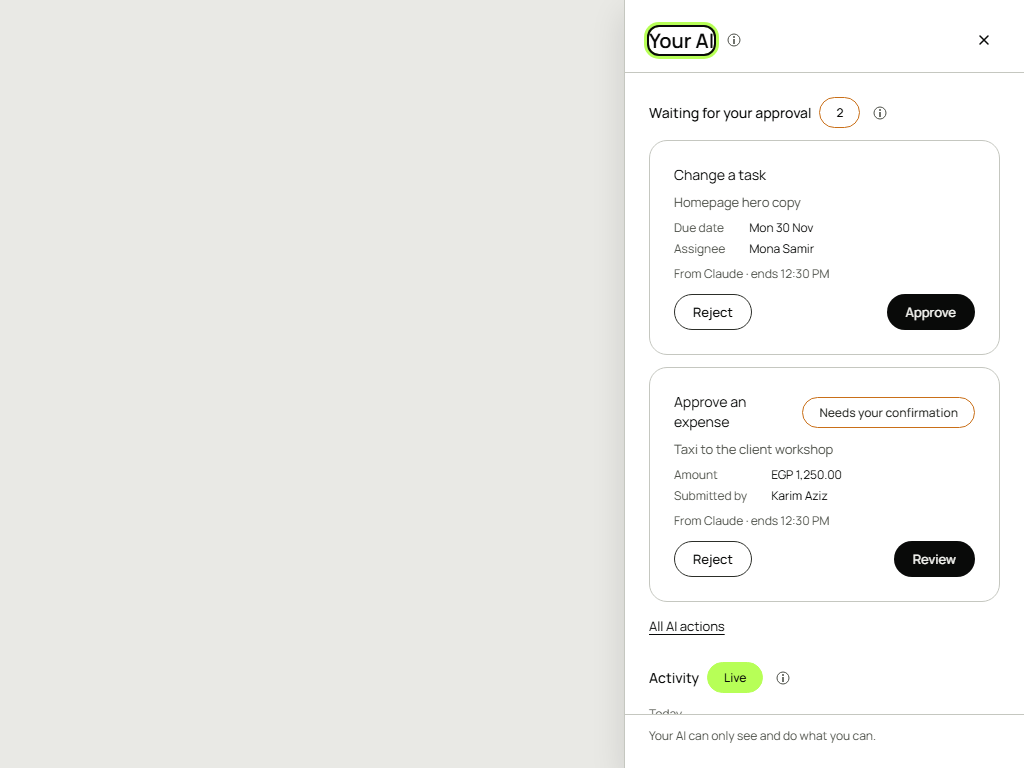 Your AI
Waiting for your approval 2
Change a task
Homepage hero copy
Due date Mon 30 Nov
Assignee Mona Samir
From Claude · ends 12:30 PM
Reject Approve
Approve an
expense
Needs your confirmation
Taxi to the client workshop
Amount EGP 1,250.00
Submitted by Karim Aziz
From Claude · ends 12:30 PM
Reject Review
All AI actions
Activity Live
Today
Your AI can only see and do what you can.